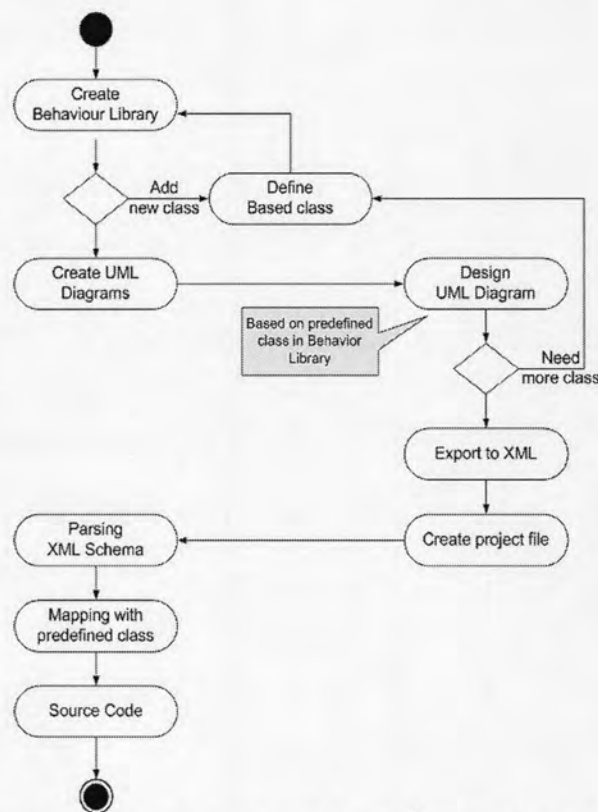 Create
Behaviour Library
Add
new class
Define
Based class
Create UML
Diagrams
Design
UML Diagram
Based on predefined
class in Behavior
Library
Need
more class
Export to XML
Create project file
Parsing
XML Schema
Mapping with
predefined class
Source Code